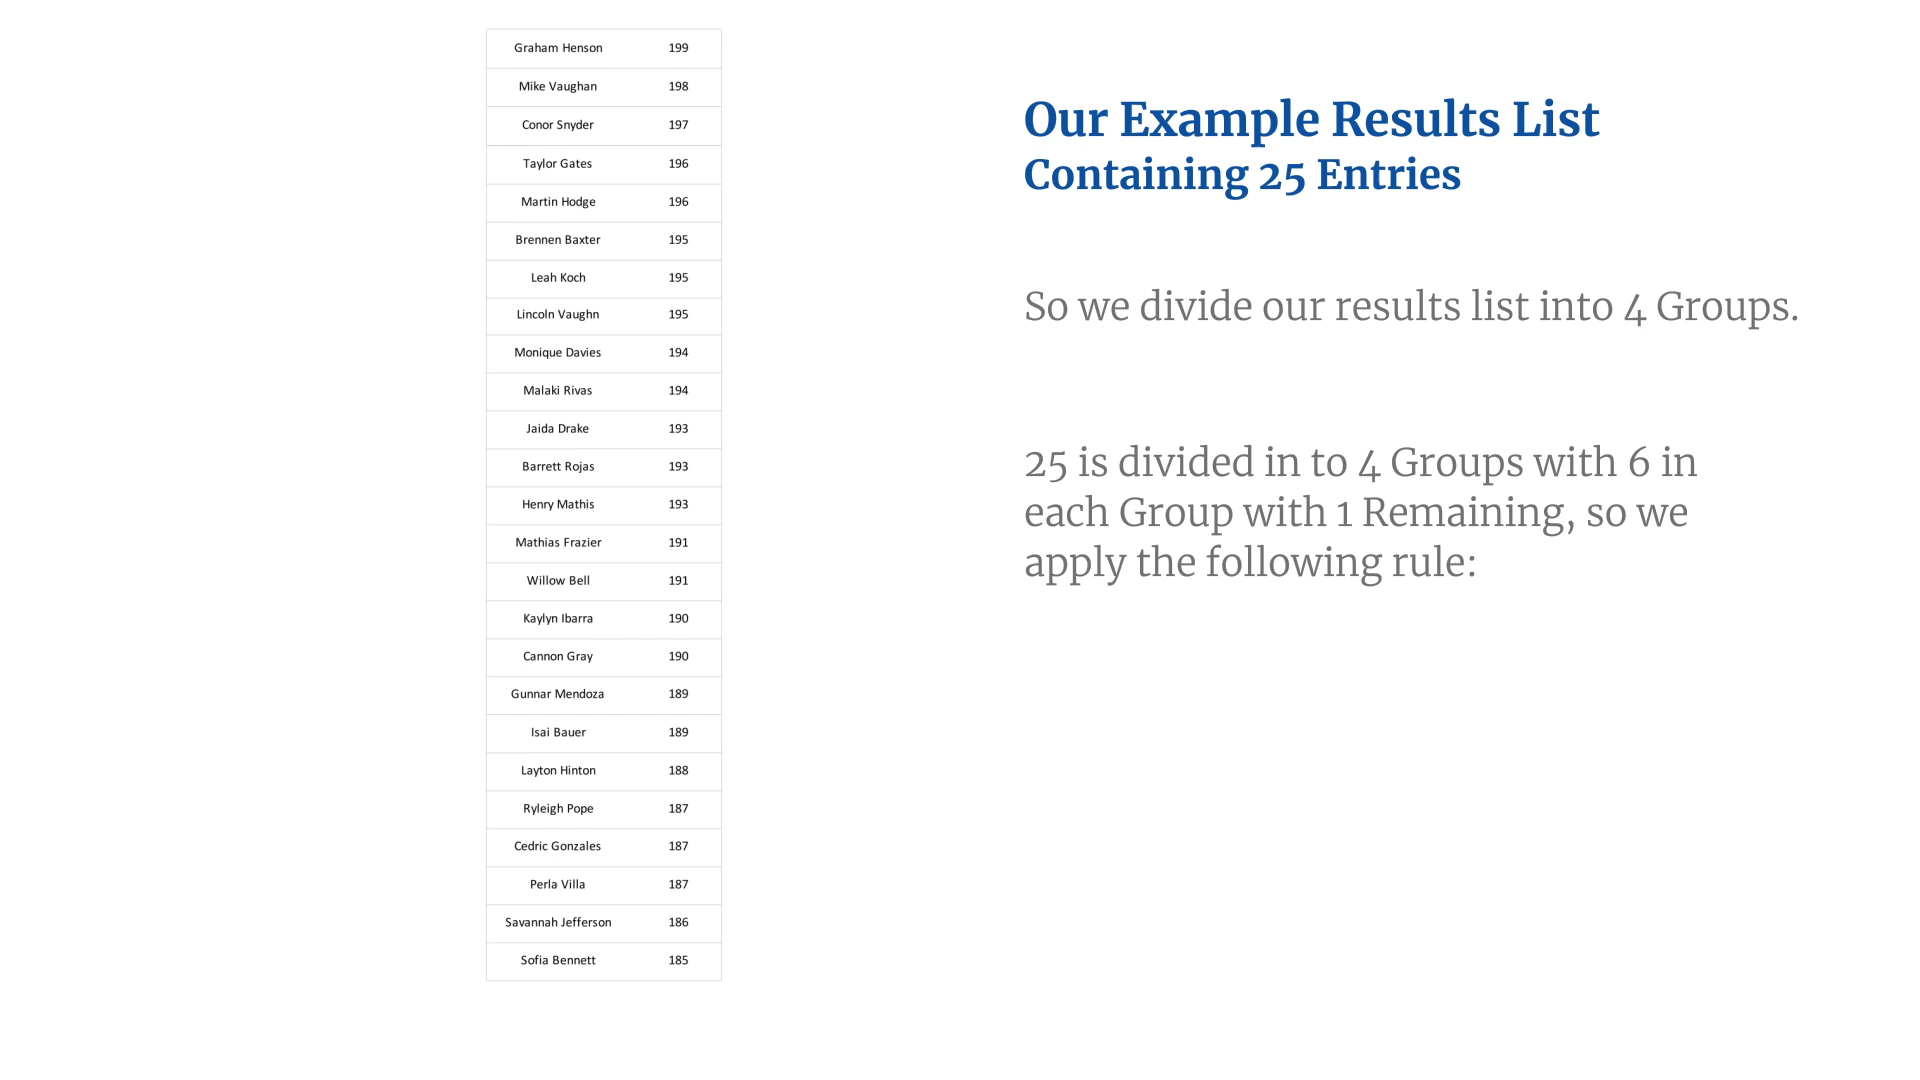 Graham Henson 199
Mike Vaughan 198
Conor Snyder 197
Taylor Gates 196
Martin Hodge 196
Brennen Baxter 195
Leah Koch 195
Lincoln Vaughn 195
Monique Davies 194
Malaki Rivas 194
Jaida Drake 193
Barrett Rojas 193
Henry Mathis 193
Mathias Frazier 191
Willow Bell 191
Kaylyn Ibarra 190
Cannon Gray 190
Gunnar Mendoza 189
Isai Bauer 189
Layton Hinton 188
Ryleigh Pope 187
Cedric Gonzales 187
Perla Villa 187
Savannah Jefferson 186
Sofia Bennett 185
Our Example Results List
Containing 25 Entries
So we divide our results list into 4 Groups.
25 is divided in to 4 Groups with 6 in
each Group with 1 Remaining, so we
apply the following rule: